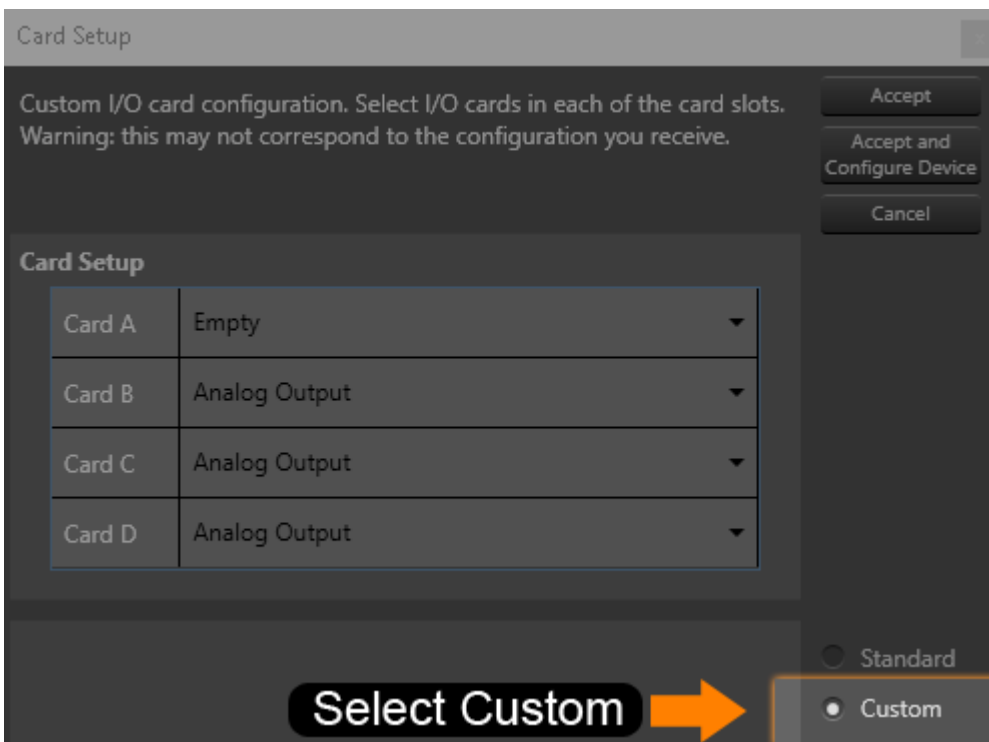 Card Setup
Custom I/O card configuration. Select I/O cards in each of the card slots.
Warning: this may not correspond to the configuration you receive.
Accept
Accept and
Configure Device
Cancel
Card Setup
Card A Empty
Card B Analog Output
Card C Analog Output
Card D Analog Output
Standard
Select Custom
Custom